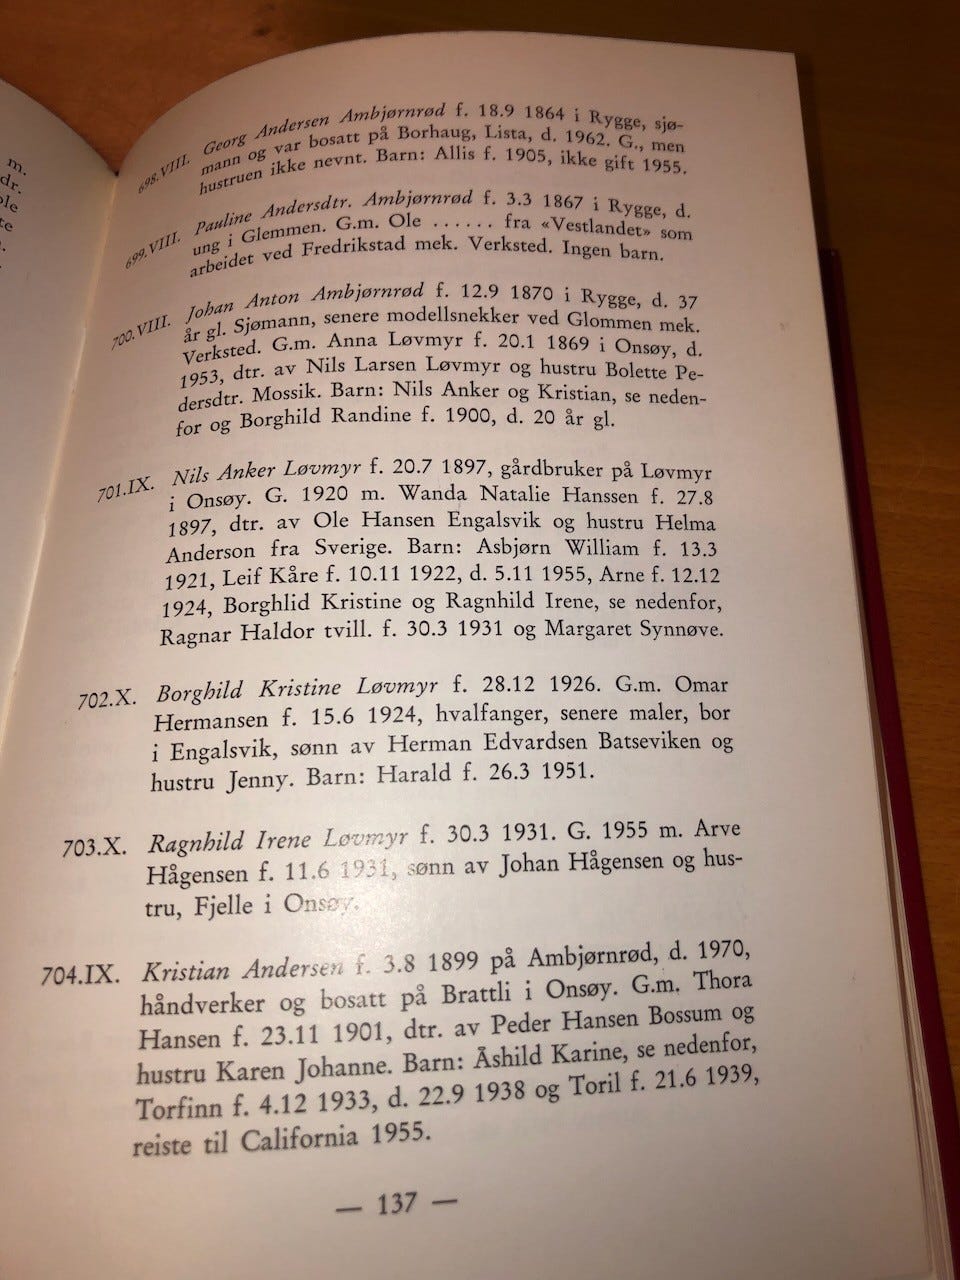 m.
dr.
ole
te
698.VIII. Georg Andersen Ambjørnrød f. 18.9 1864 i Rygge, sjø-
mann og var bosatt på Borhaug, Lista, d. 1962. G., men
hustruen ikke nevnt. Barn: Allis f. 1905, ikke gift 1955.
699.VIII. Pauline Andersdtr. Ambjørnrød f. 3.3 1867 i Rygge, d.
ung i Glemmen. G.m. Ole ...... fra «Vestlandet» som
arbeidet ved Fredrikstad mek. Verksted. Ingen barn.
700.VIII. Johan Anton Ambjørnrød f. 12.9 1870 i Rygge, d. 37
år gl. Sjømann, senere modellsnekker ved Glommen mek.
Verksted. G.m. Anna Løvmyr f. 20.1 1869 i Onsøy, d.
1953, dtr. av Nils Larsen Løvmyr og hustru Bolette Pe-
dersdtr. Mossik. Barn: Nils Anker og Kristian, se neden-
for og Borghild Randine f. 1900, d. 20 år gl.
701.IX. Nils Anker Løvmyr f. 20.7 1897, gårdbruker på Løvmyr
i Onsøy. G. 1920 m. Wanda Natalie Hanssen f. 27.8
1897, dtr. av Ole Hansen Engalsvik og hustru Helma
Anderson fra Sverige. Barn: Asbjørn William f. 13.3
1921, Leif Kåre f. 10.11 1922, d. 5.11 1955, Arne f. 12.12
1924, Borghlid Kristine og Ragnhild Irene, se nedenfor,
Ragnar Haldor tvill. f. 30.3 1931 og Margaret Synnøve.
702.X. Borghild Kristine Løvmyr f. 28.12 1926. G.m. Omar
Hermansen f. 15.6 1924, hvalfanger, senere maler, bor
i Engalsvik, sønn av Herman Edvardsen Batseviken og
hustru Jenny. Barn: Harald f. 26.3 1951.
703.X. Ragnhild Irene Løvmyr f. 30.3 1931. G. 1955 m. Arve
Hågensen f. 11.6 1931, sønn av Johan Hågensen og hus-
tru, Fjelle i Onsøy.
704.IX. Kristian Andersen f. 3.8 1899 på Ambjørnrød, d. 1970,
håndverker og bosatt på Brattli i Onsøy. G.m. Thora
Hansen f. 23.11 1901, dtr. av Peder Hansen Bossum og
hustru Karen Johanne. Barn: Åshild Karine, se nedenfor,
Torfinn f. 4.12 1933, d. 22.9 1938 og Toril f. 21.6 1939,
reiste til California 1955.
— 137 —